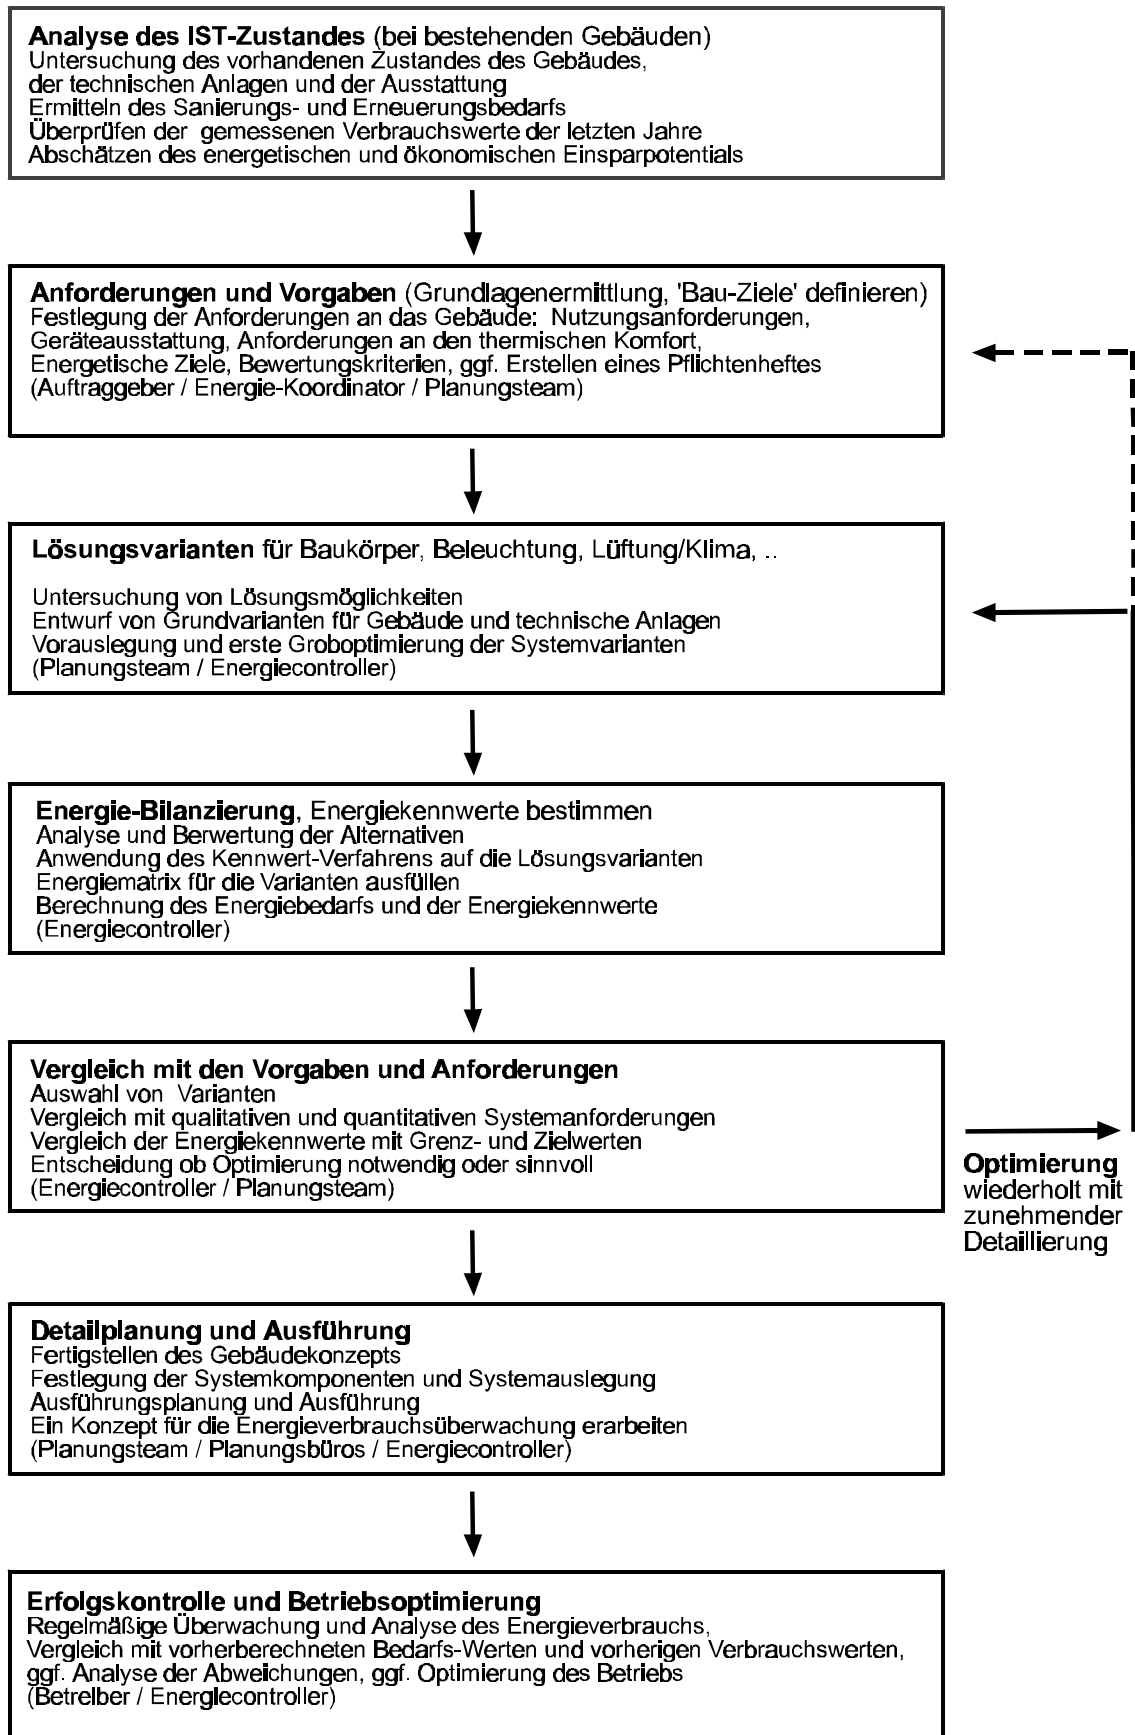 Analyse des IST-Zustandes (bei bestehenden Gebäuden)
Untersuchung des vorhandenen Zustandes des Gebäudes,
der technischen Anlagen und der Ausstattung
Ermitteln des Sanierungs- und Erneuerungsbedarfs
Überprüfen der gemessenen Verbrauchswerte der letzten Jahre
Abschätzen des energetischen und ökonomischen Einsparpotentials
Anforderungen und Vorgaben (Grundlagenermittlung, 'Bau-Ziele' definieren)
Festlegung der Anforderungen an das Gebäude: Nutzungsanforderungen,
Geräteausstattung, Anforderungen an den thermischen Komfort,
Energetische Ziele, Bewertungskriterien, ggf. Erstellen eines Pflichtenheftes
(Auftraggeber / Energie-Koordinator / Planungsteam)
Lösungsvarianten für Baukörper, Beleuchtung, Lüftung/Klima, ..
Untersuchung von Lösungsmöglichkeiten
Entwurf von Grundvarianten für Gebäude und technische Anlagen
Vorauslegung und erste Groboptimierung der Systemvarianten
(Planungsteam / Energiecontroller)
Energie-Bilanzierung, Energiekennwerte bestimmen
Analyse und Berwertung der Alternativen
Anwendung des Kennwert-Verfahrens auf die Lösungsvarianten
Energiematrix für die Varianten ausfüllen
Berechnung des Energiebedarfs und der Energiekennwerte
(Energiecontroller)
Vergleich mit den Vorgaben und Anforderungen
Auswahl von Varianten
Vergleich mit qualitativen und quantitativen Systemanforderungen
Vergleich der Energiekennwerte mit Grenz- und Zielwerten
Entscheidung ob Optimierung notwendig oder sinnvoll
(Energiecontroller / Planungsteam)
Optimierung
wiederholt mit
zunehmender
Detaillierung
Detailplanung und Ausführung
Fertigstellen des Gebäudekonzepts
Festlegung der Systemkomponenten und Systemauslegung
Ausführungsplanung und Ausführung
Ein Konzept für die Energieverbrauchsüberwachung erarbeiten
(Planungsteam / Planungsbüros / Energiecontroller)
Erfolgskontrolle und Betriebsoptimierung
Regelmäßige Überwachung und Analyse des Energieverbrauchs,
Vergleich mit vorherberechneten Bedarfs-Werten und vorherigen Verbrauchswerten,
ggf. Analyse der Abweichungen, ggf. Optimierung des Betriebs
(Betreiber / Energiecontroller)